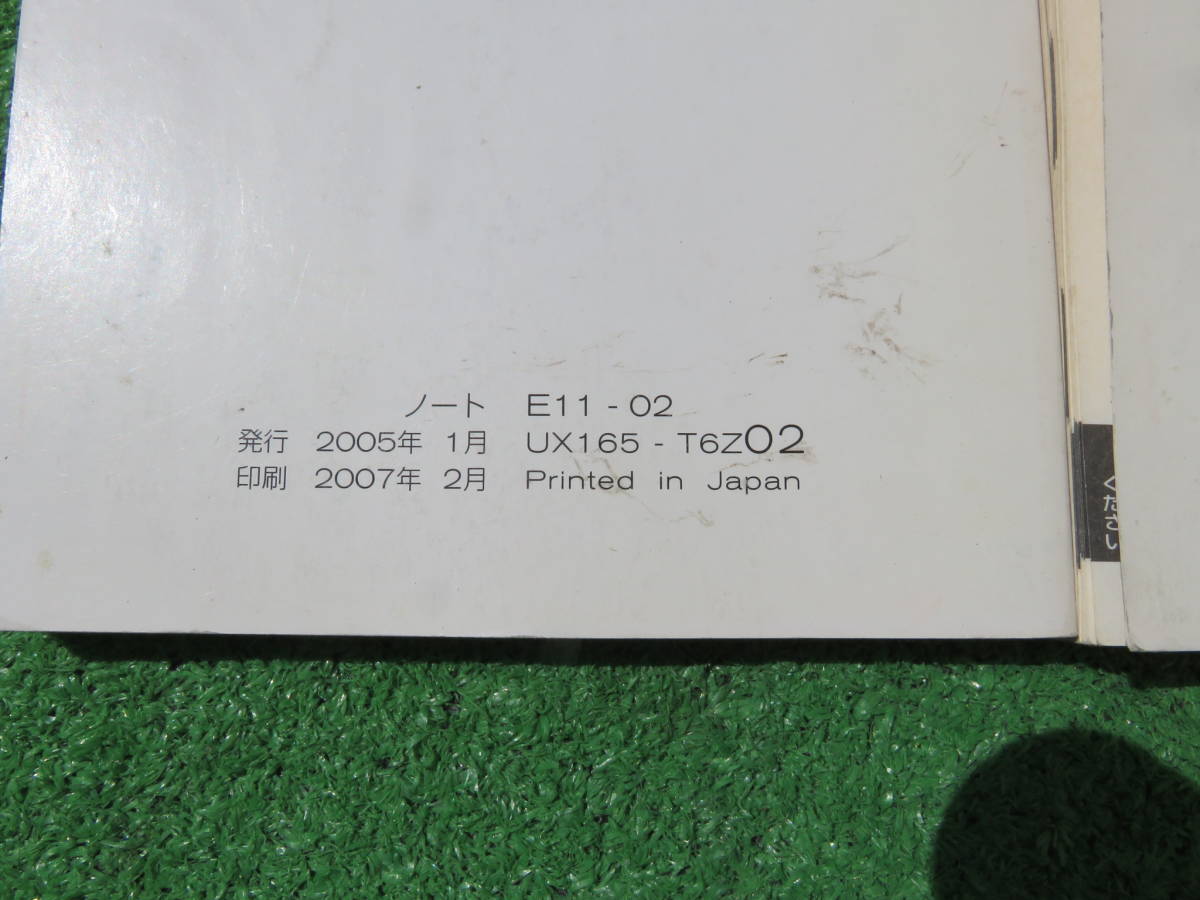 ノート E11 - 02
発行 2005年 1月 UX165 - T6Z02
印刷 2007年 2月 Printed in Japan
ください